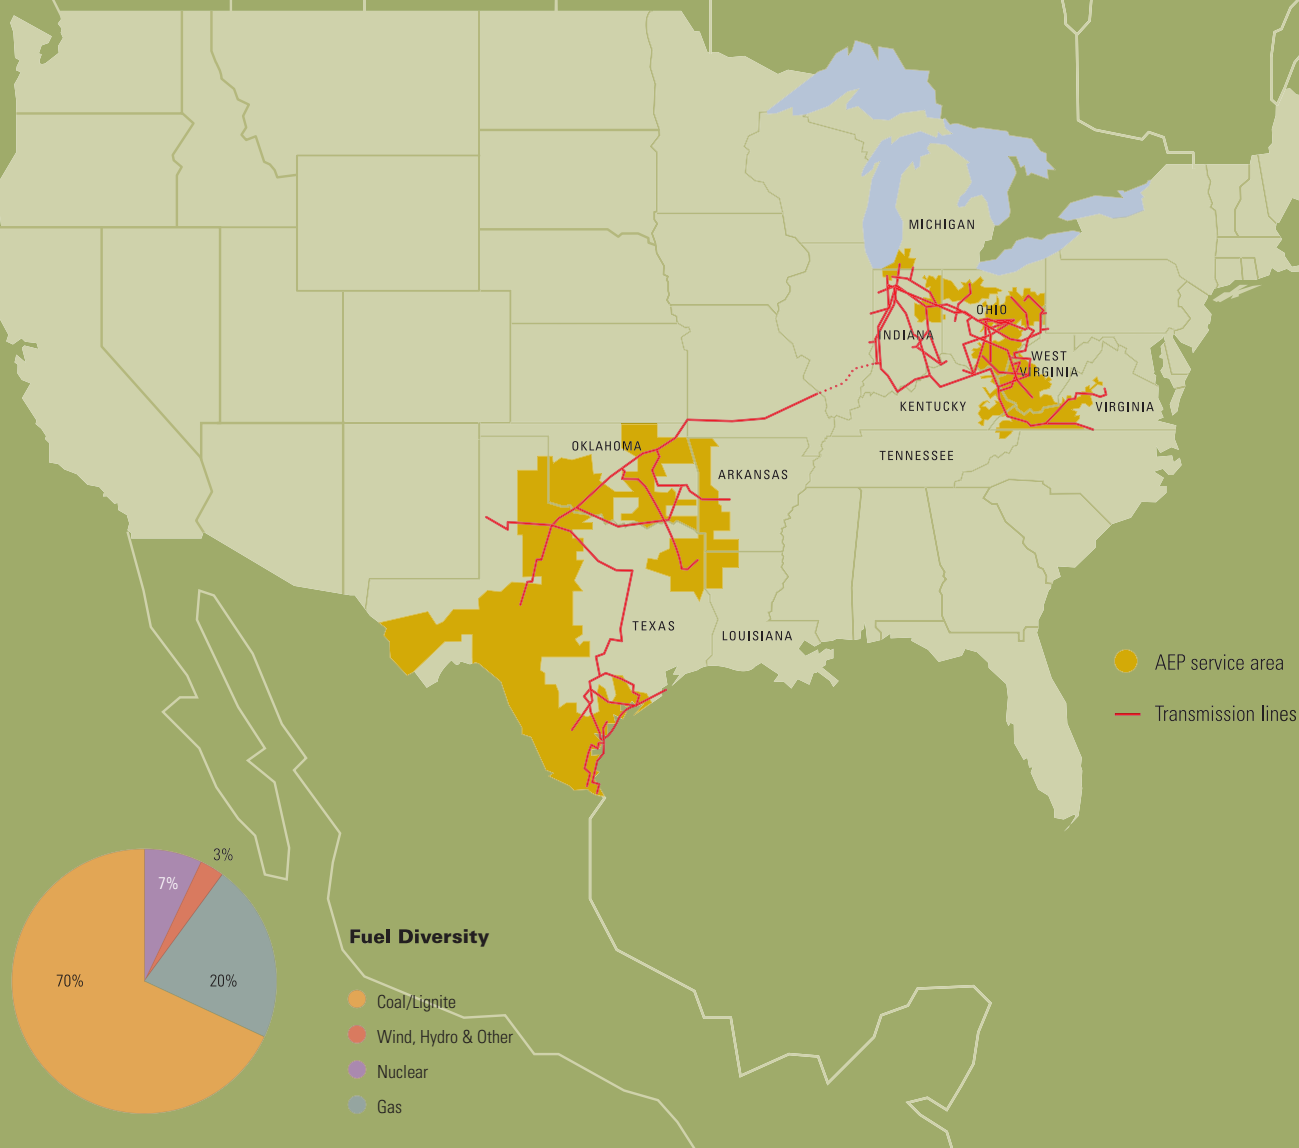 MICHIGAN
OHIO
INDIANA
WEST
VIRGINIA
KENTUCKY
VIRGINIA
OKLAHOMA
TENNESSEE
ARKANSAS
TEXAS
LOUISIANA
AEP service area
Transmission lines
3%
7%
70%
20%
Fuel Diversity
Coal/Lignite
Wind, Hydro & Other
Nuclear
Gas